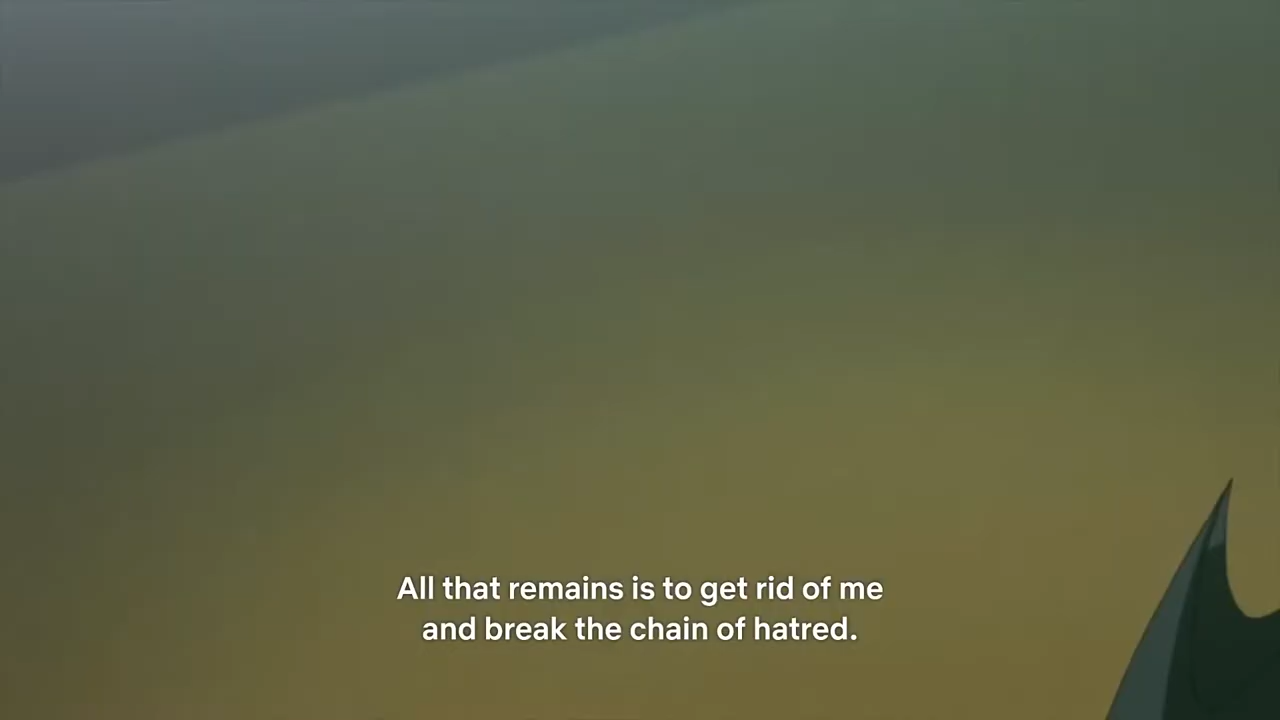 All that remains is to get rid of me
and break the chain of hatred.